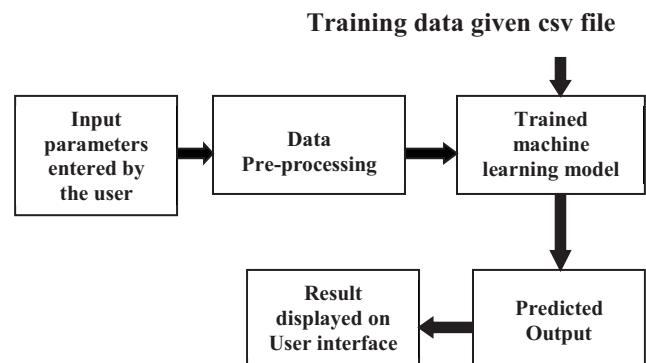 Training data given csv file
Input
parameters
entered by
the user
Data
Pre-processing
Trained
machine
learning model
Result
displayed on
User interface
Predicted
Output